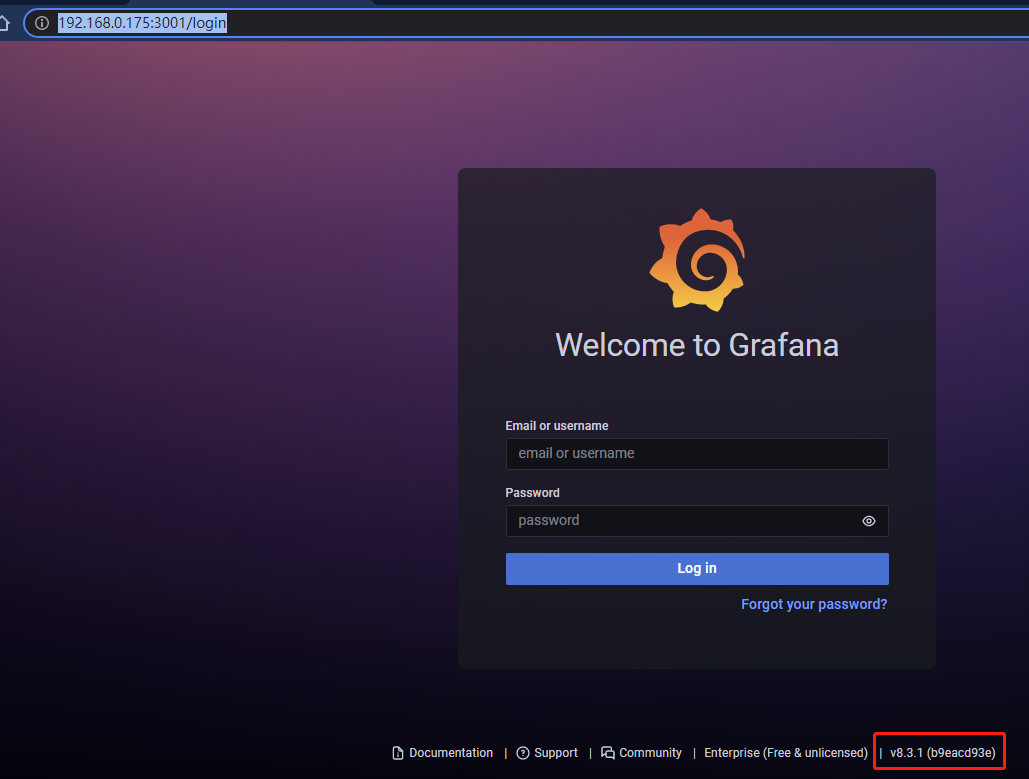 192.168.0.175:3001/login
Welcome to Grafana
Email or username
email or username
Password
password
Log in
Forgot your password?
Documentation | Support | Community | Enterprise (Free & unlicensed) | v8.3.1 (b9eacd93e)